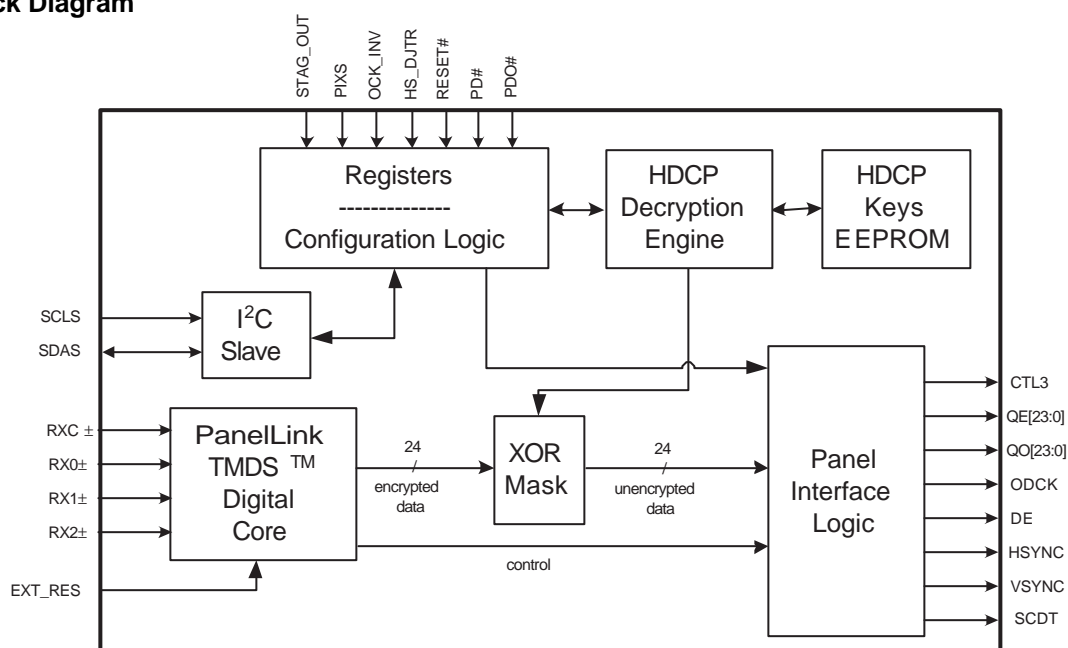 ck Diagram
STAG_OUT
PIXS
OCK_INV
HS_DJTR
RESET#
PD#
PDO#
Registers
--------------
Configuration Logic
HDCP
Decryption
Engine
HDCP
Keys
EEPROM
SCLS
SDAS
I²C
Slave
RXC ±
RX0±
RX1±
RX2±
EXT_RES
PanelLink
TMDS ™
Digital
Core
24
encrypted
data
XOR
Mask
24
unencrypted
data
control
Panel
Interface
Logic
CTL3
QE[23:0]
QO[23:0]
ODCK
DE
HSYNC
VSYNC
SCDT